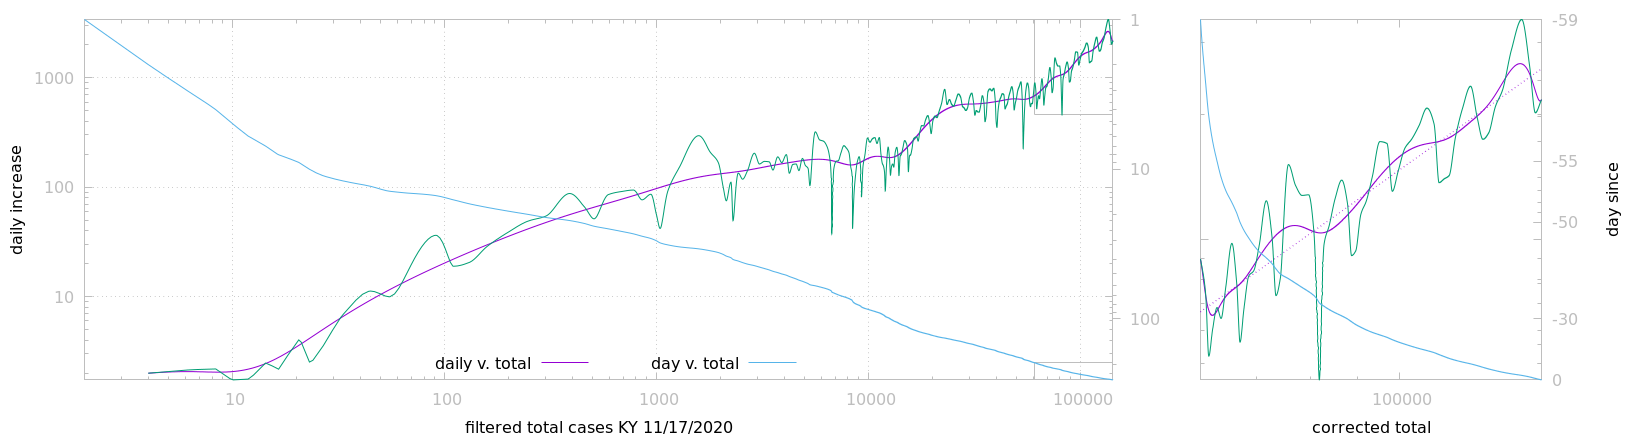 1
-59
1000
daily increase
100
10
10
-55
-50
day since
-30
100
daily v. total
day v. total
0
10
100
1000
10000
100000
100000
filtered total cases KY 11/17/2020
corrected total